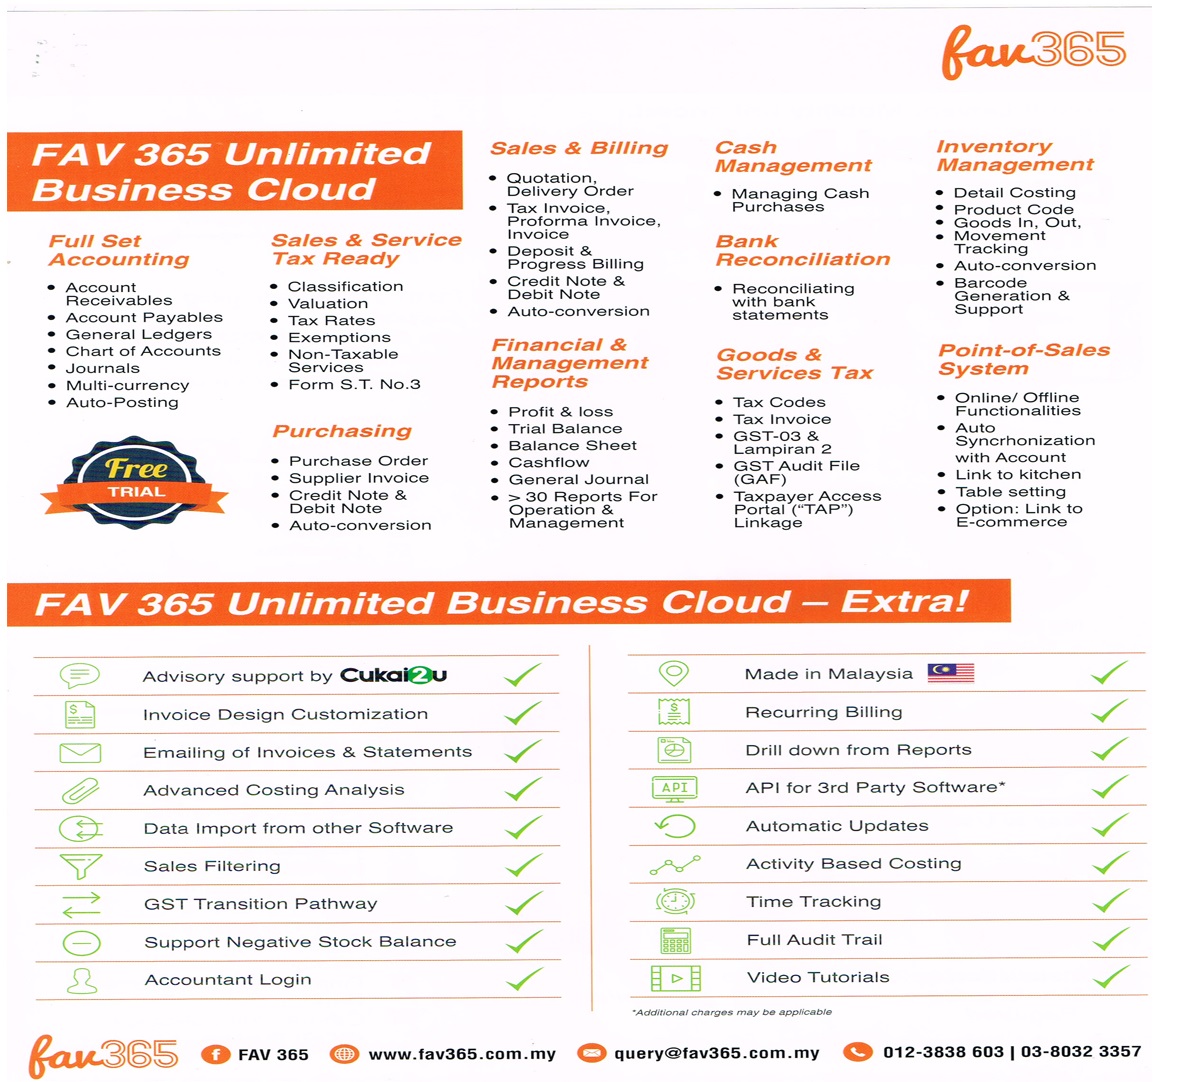 fav365
FAV 365 Unlimited
Business Cloud
Full Set
Accounting
• Account
Receivables
• Account Payables
• General Ledgers
• Chart of Accounts
• Journals
• Multi-currency
• Auto-Posting
Free
TRIAL
Sales & Service
Tax Ready
• Classification
• Valuation
• Tax Rates
• Exemptions
• Non-Taxable
Services
• Form S.T. No.3
Purchasing
• Purchase Order
• Supplier Invoice
• Credit Note &
Debit Note
• Auto-conversion
Sales & Billing
• Quotation,
Delivery Order
• Tax Invoice,
Proforma Invoice,
Invoice
• Deposit &
Progress Billing
• Credit Note &
Debit Note
• Auto-conversion
Financial &
Management
Reports
• Profit & loss
• Trial Balance
• Balance Sheet
• Cashflow
• General Journal
• > 30 Reports For
Operation &
Management
Cash
Management
• Managing Cash
Purchases
Bank
Reconciliation
• Reconciliating
with bank
statements
Goods &
Services Tax
• Tax Codes
• Tax Invoice
• GST-03 &
Lampiran 2
• GST Audit File
(GAF)
• Taxpayer Access
Portal (“TAP”)
Linkage
Inventory
Management
• Detail Costing
• Product Code
• Goods In, Out,
• Movement
Tracking
• Auto-conversion
• Barcode
Generation &
Support
Point-of-Sales
System
• Online/ Offline
Functionalities
• Auto
Syncrhonization
with Account
• Link to kitchen
• Table setting
• Option: Link to
E-commerce
FAV 365 Unlimited Business Cloud – Extra!
Advisory support by Cukai2u
$
Invoice Design Customization
Emailing of Invoices & Statements
Advanced Costing Analysis
Data Import from other Software
Sales Filtering
GST Transition Pathway
Support Negative Stock Balance
Accountant Login
Made in Malaysia
$
Recurring Billing
Drill down from Reports
API
API for 3rd Party Software*
Automatic Updates
Activity Based Costing
Time Tracking
Full Audit Trail
Video Tutorials
*Additional charges may be applicable
fav365
f FAV 365
www.fav365.com.my
query@fav365.com.my
012-3838 603 | 03-8032 3357